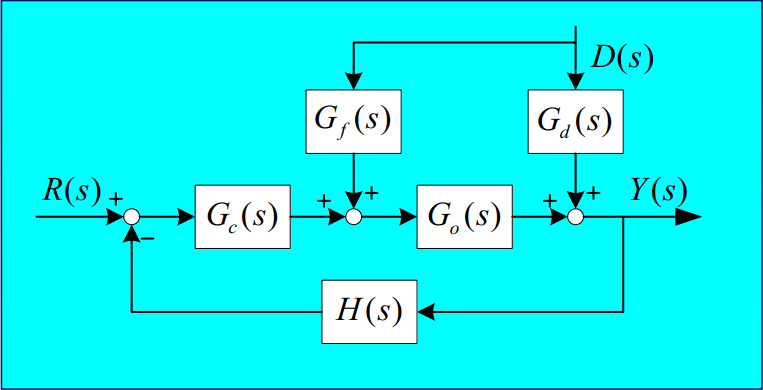 D(s)
G_f(s)
G_d(s)
R(s)
+
G_c(s)
+
+
G_o(s)
+
+
Y(s)
−
H(s)